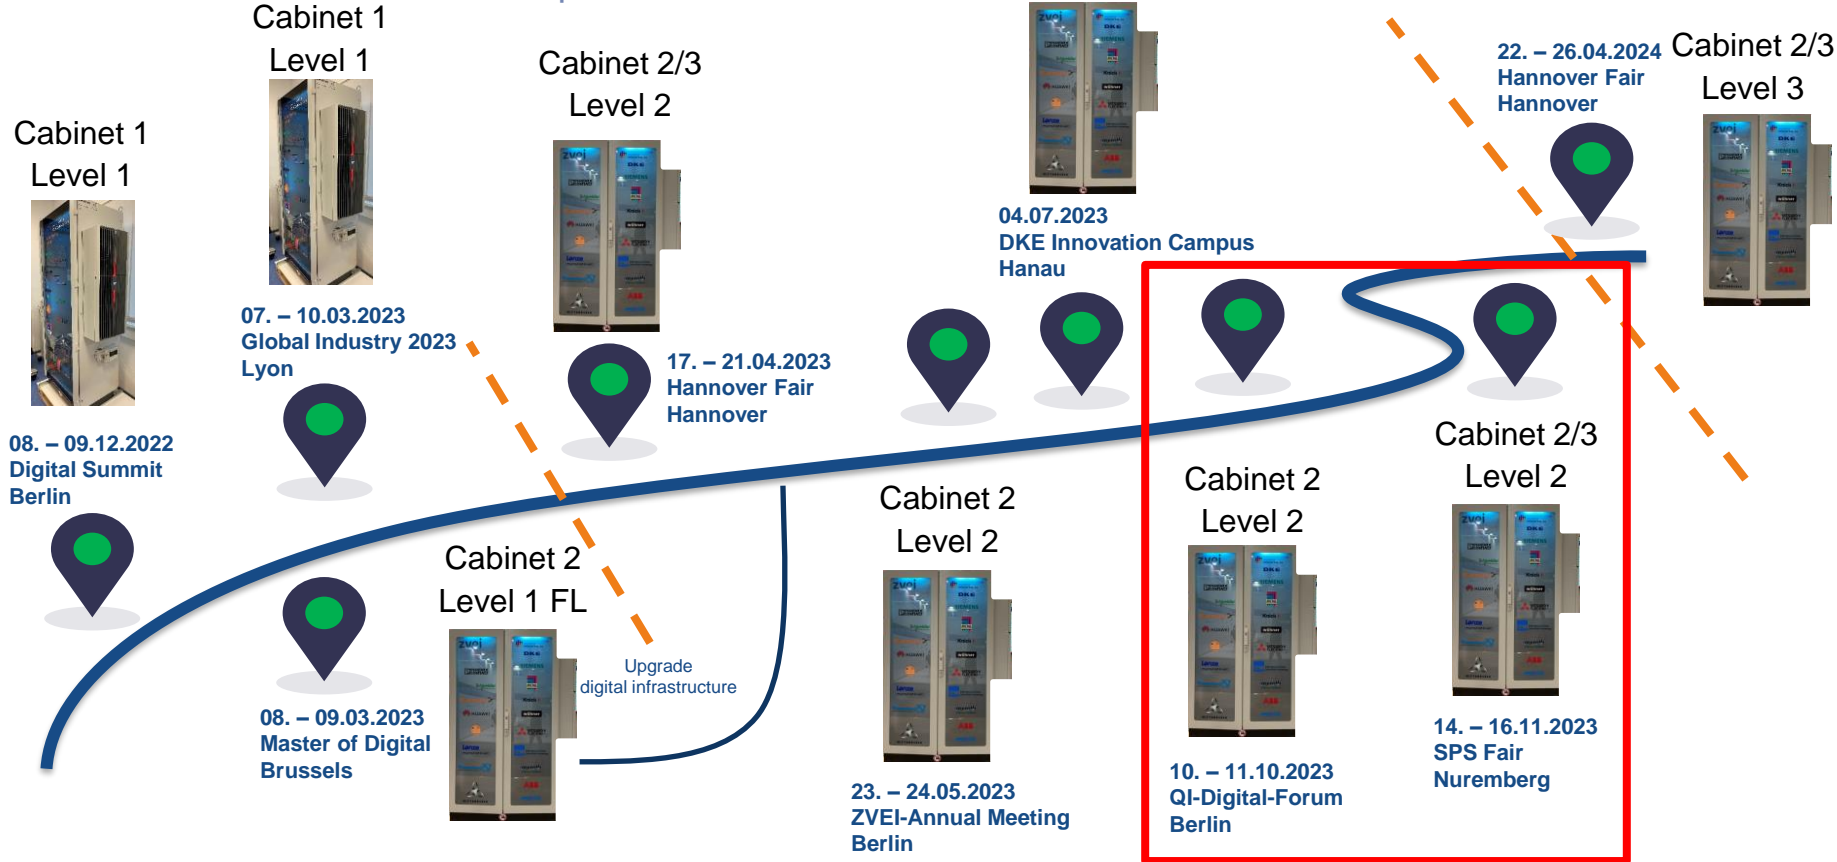 Cabinet 1
Level 1
08. – 09.12.2022
Digital Summit
Berlin
Cabinet 1
Level 1
07. – 10.03.2023
Global Industry 2023
Lyon
08. – 09.03.2023
Master of Digital
Brussels
Cabinet 2
Level 1 FL
Upgrade
digital infrastructure
Cabinet 2/3
Level 2
17. – 21.04.2023
Hannover Fair
Hannover
Cabinet 2
Level 2
23. – 24.05.2023
ZVEI-Annual Meeting
Berlin
04.07.2023
DKE Innovation Campus
Hanau
Cabinet 2
Level 2
10. – 11.10.2023
QI-Digital-Forum
Berlin
Cabinet 2/3
Level 2
14. – 16.11.2023
SPS Fair
Nuremberg
22. – 26.04.2024
Hannover Fair
Hannover
Cabinet 2/3
Level 3